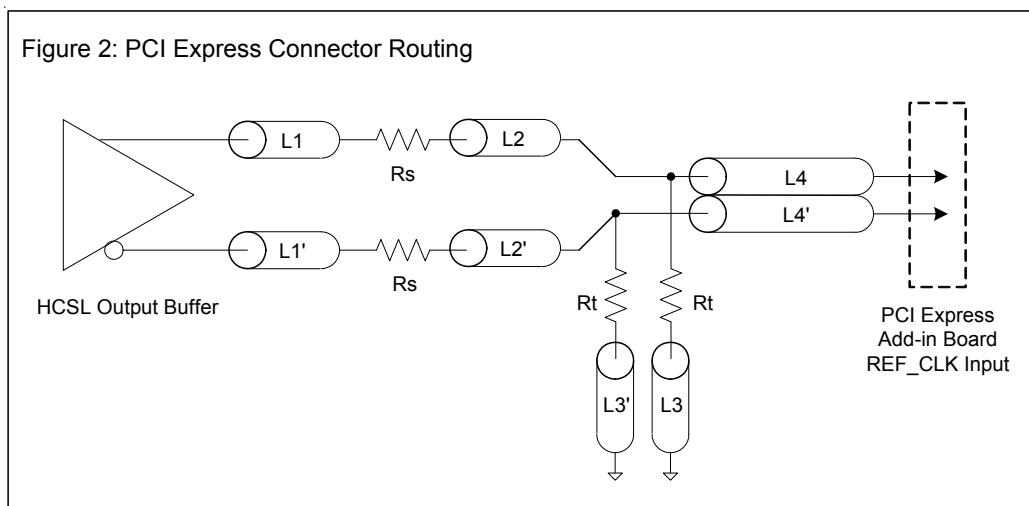 Figure 2: PCI Express Connector Routing
L1
Rs
L2
L4
L4'
L1'
Rs
L2'
HCSL Output Buffer
Rt
Rt
L3'
L3
PCI Express
Add-in Board
REF_CLK Input